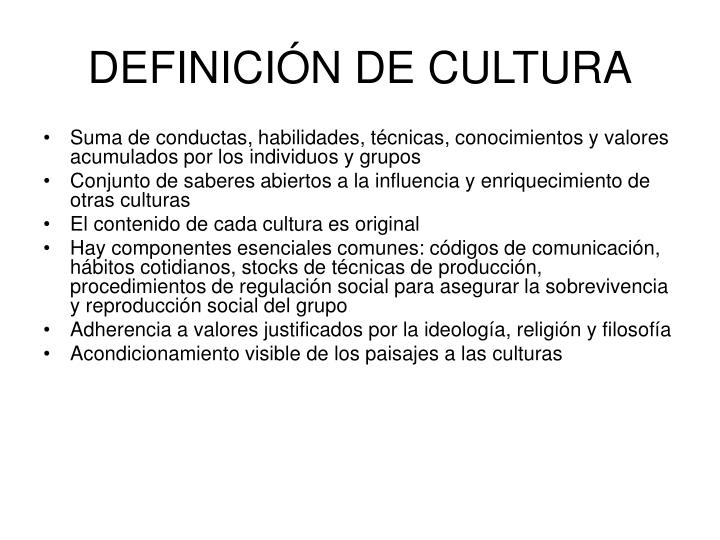 DEFINICIÓN DE CULTURA
• Suma de conductas, habilidades, técnicas, conocimientos y valores
acumulados por los individuos y grupos
• Conjunto de saberes abiertos a la influencia y enriquecimiento de
otras culturas
• El contenido de cada cultura es original
• Hay componentes esenciales comunes: códigos de comunicación,
hábitos cotidianos, stocks de técnicas de producción,
procedimientos de regulación social para asegurar la sobrevivencia
y reproducción social del grupo
• Adherencia a valores justificados por la ideología, religión y filosofía
• Acondicionamiento visible de los paisajes a las culturas